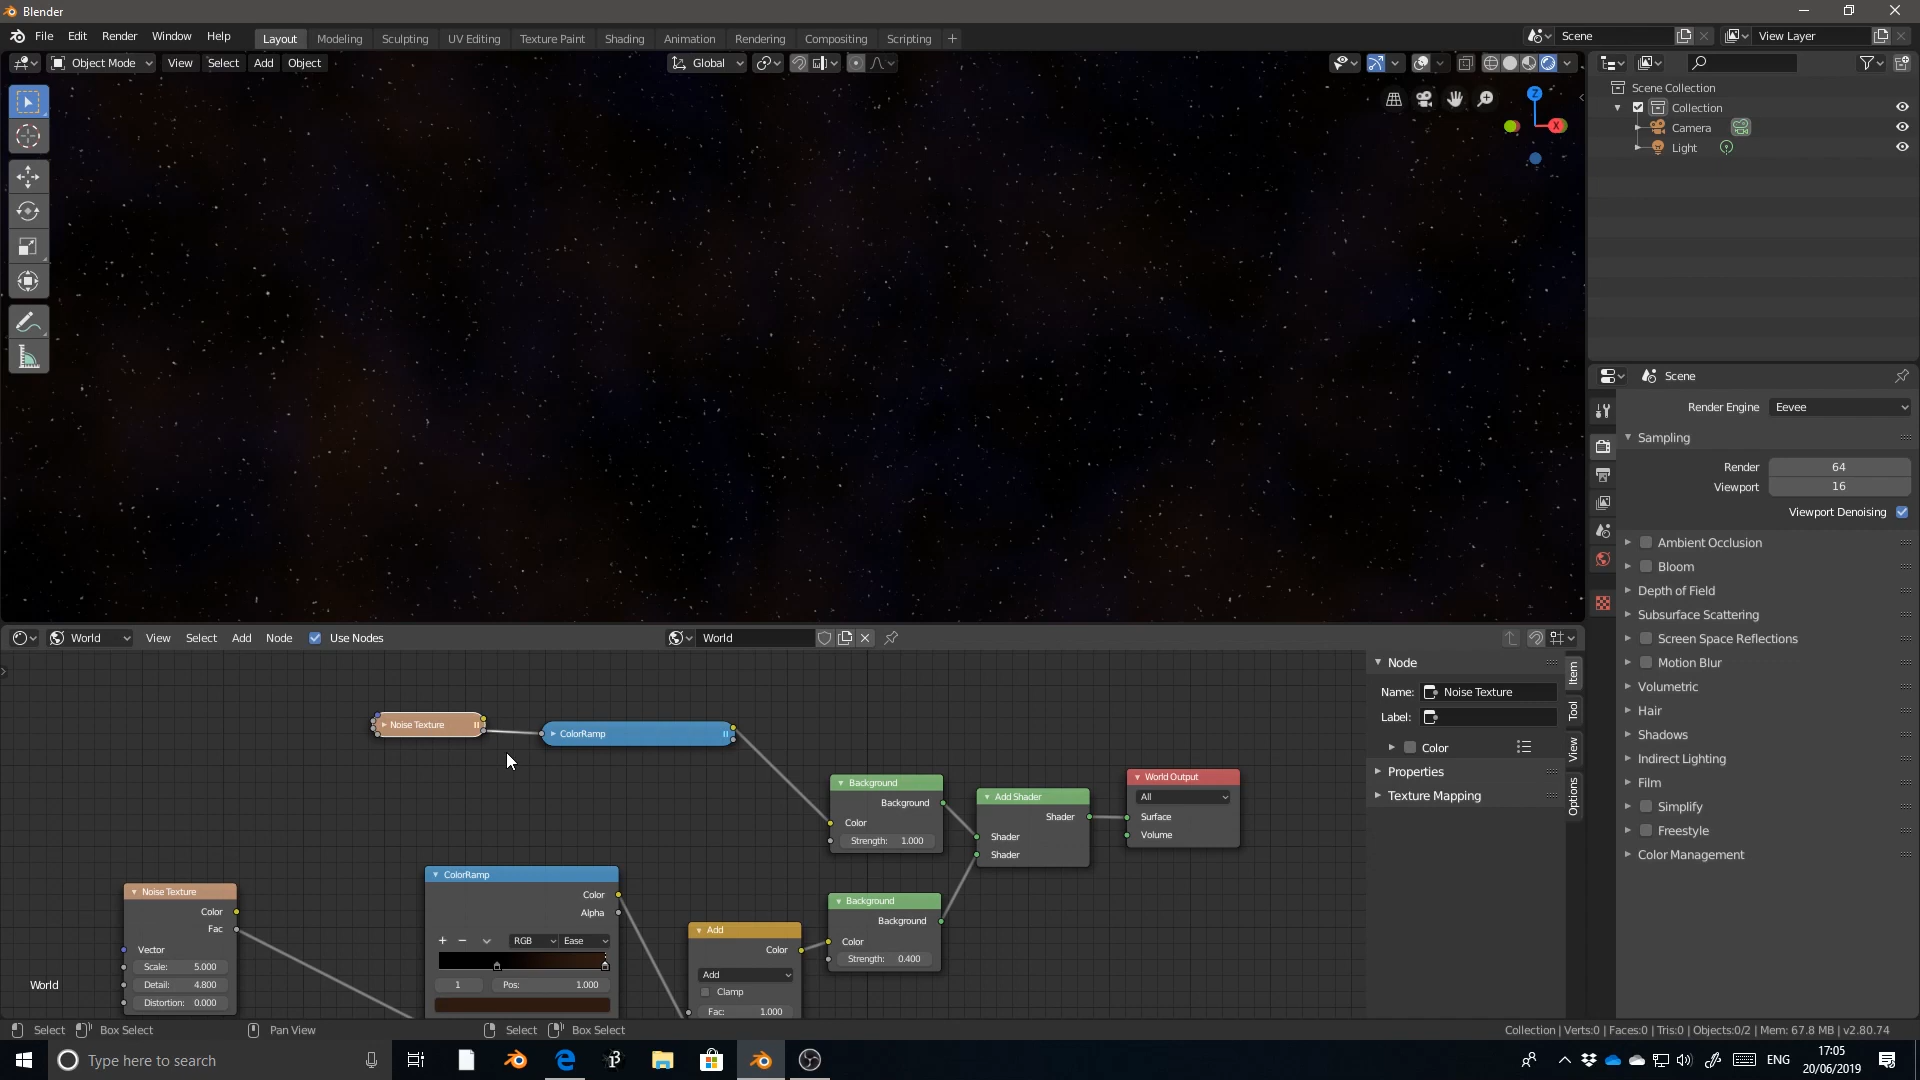 Blender
File Edit Render Window Help Layout Modeling Sculpting UV Editing Texture Paint Shading Animation Rendering Compositing Scripting + Scene View Layer
Object Mode View Select Add Object Global
Scene Collection
Collection
Camera
Light
Z
X
Scene
Render Engine Eevee
Sampling
Render 64
Viewport 16
Viewport Denoising
Ambient Occlusion
Bloom
Depth of Field
Subsurface Scattering
Screen Space Reflections
Motion Blur
Volumetric
Hair
Shadows
Indirect Lighting
Film
Simplify
Freestyle
Color Management
World View Select Add Node Use Nodes World
Node
Name: Noise Texture
Label:
Color
Properties
Texture Mapping
Item
Tool
View
Options
Noise Texture
ColorRamp
Background
Background
Color
Strength: 1.000
Add Shader
Shader
Shader
Shader
World Output
All
Surface
Volume
Noise Texture
Color
Fac
Vector
Scale: 5.000
Detail: 4.800
Distortion: 0.000
ColorRamp
Color
Alpha
+ − RGB Ease
1 Pos: 1.000
Add
Color
Add
Clamp
Fac: 1.000
Background
Background
Color
Strength: 0.400
World
Select Box Select Pan View Select Box Select Collection | Verts:0 | Faces:0 | Tris:0 | Objects:0/2 | Mem: 67.8 MB | v2.80.74
Type here to search
ENG
17:05
20/06/2019